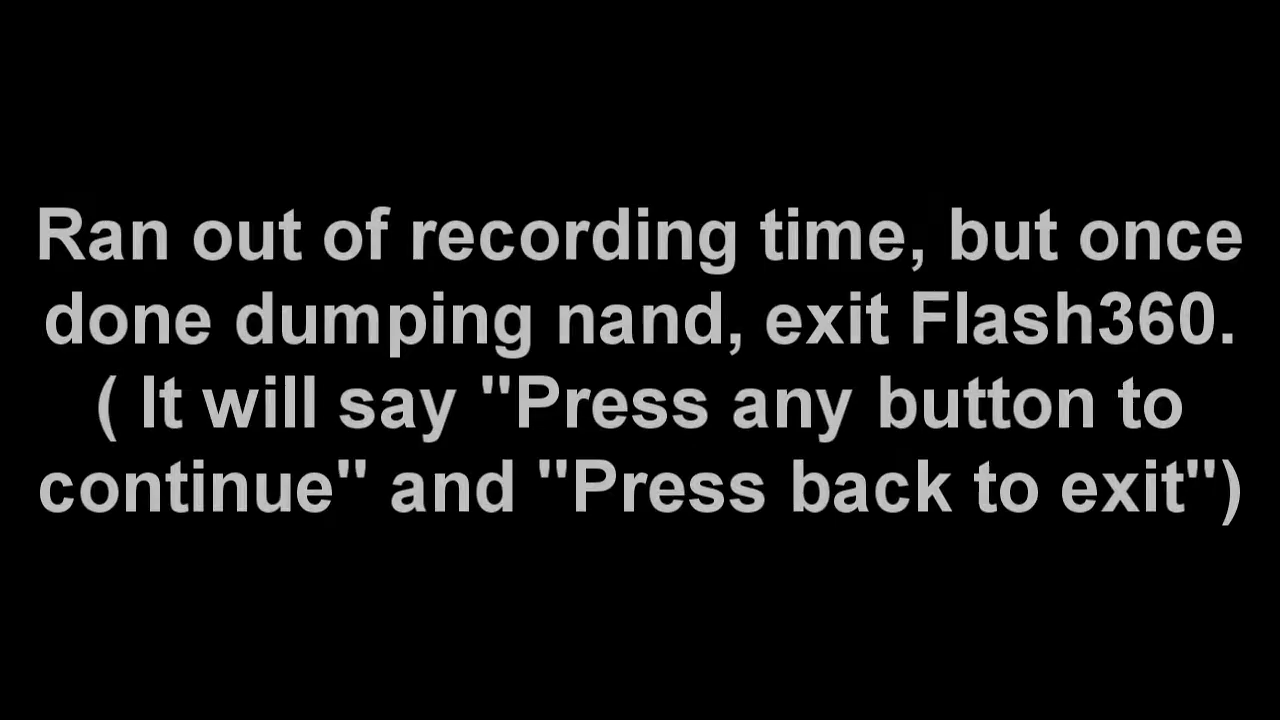 Ran out of recording time, but once
done dumping nand, exit Flash360.
( It will say "Press any button to
continue" and "Press back to exit")